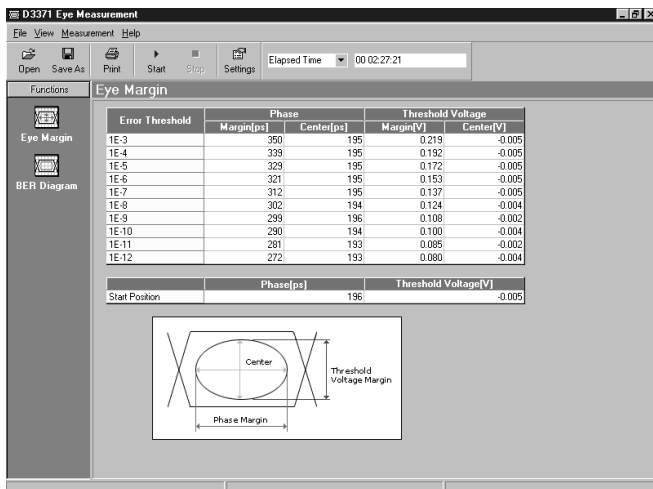 D3371 Eye Measurement
File View Measurement Help
Open Save As Print Start Stop Settings Elapsed Time 00 02:27:21
Functions Eye Margin
Eye Margin
BER Diagram
Error Threshold Phase Threshold Voltage
Margin[ps] Center[ps] Margin[V] Center[V]
1E-3 350 195 0.219 -0.005
1E-4 339 195 0.192 -0.005
1E-5 329 195 0.172 -0.005
1E-6 321 195 0.153 -0.005
1E-7 312 195 0.137 -0.005
1E-8 302 194 0.124 -0.004
1E-9 299 196 0.108 -0.002
1E-10 290 194 0.100 -0.004
1E-11 281 193 0.085 -0.002
1E-12 272 193 0.080 -0.004
Phase[ps] Threshold Voltage[V]
Start Position 196 -0.005
Center
Threshold
Voltage Margin
Phase Margin